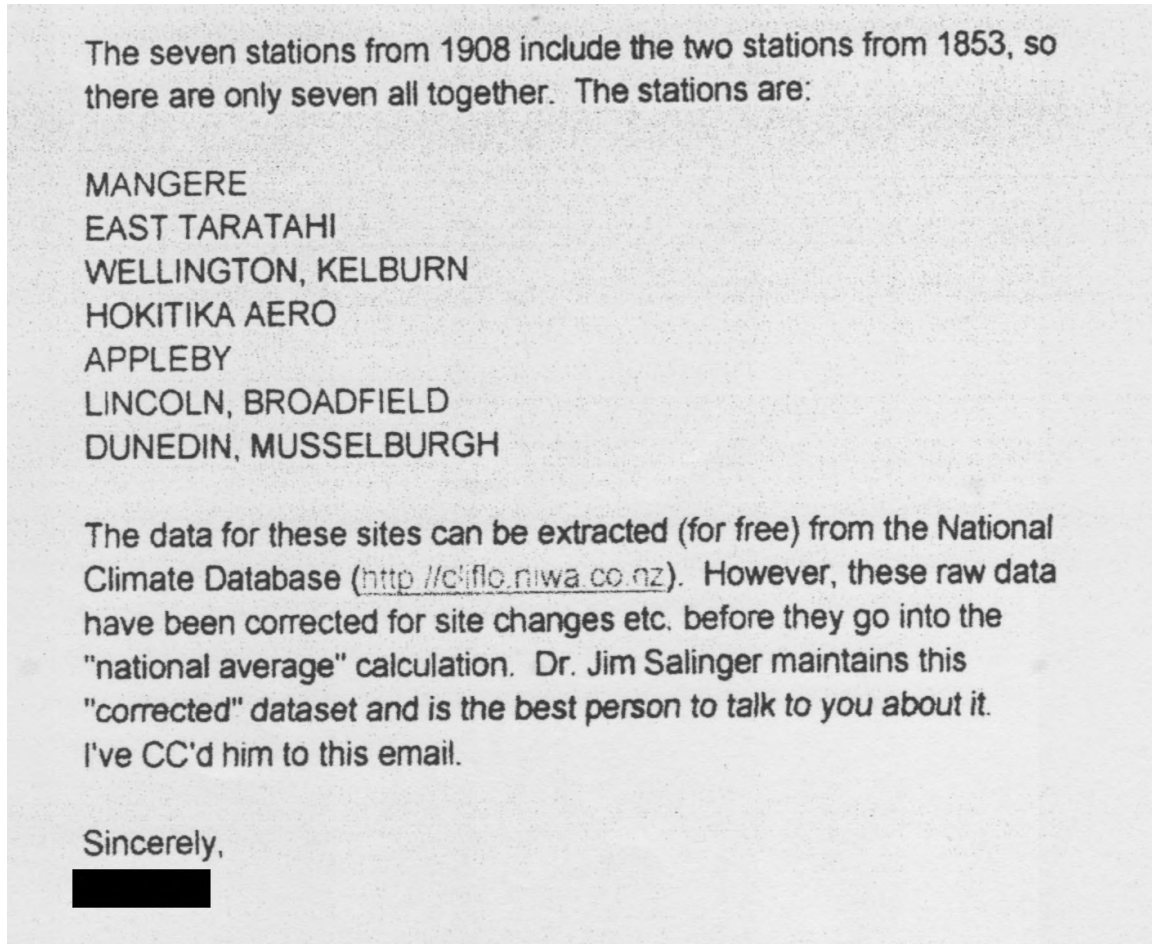 The seven stations from 1908 include the two stations from 1853, so
there are only seven all together.  The stations are:
MANGERE
EAST TARATAHI
WELLINGTON, KELBURN
HOKITIKA AERO
APPLEBY
LINCOLN, BROADFIELD
DUNEDIN, MUSSELBURGH
The data for these sites can be extracted (for free) from the National
Climate Database (http://cliflo.niwa.co.nz).  However, these raw data
have been corrected for site changes etc. before they go into the
"national average" calculation.  Dr. Jim Salinger maintains this
"corrected" dataset and is the best person to talk to you about it.
I've CC'd him to this email.
Sincerely,